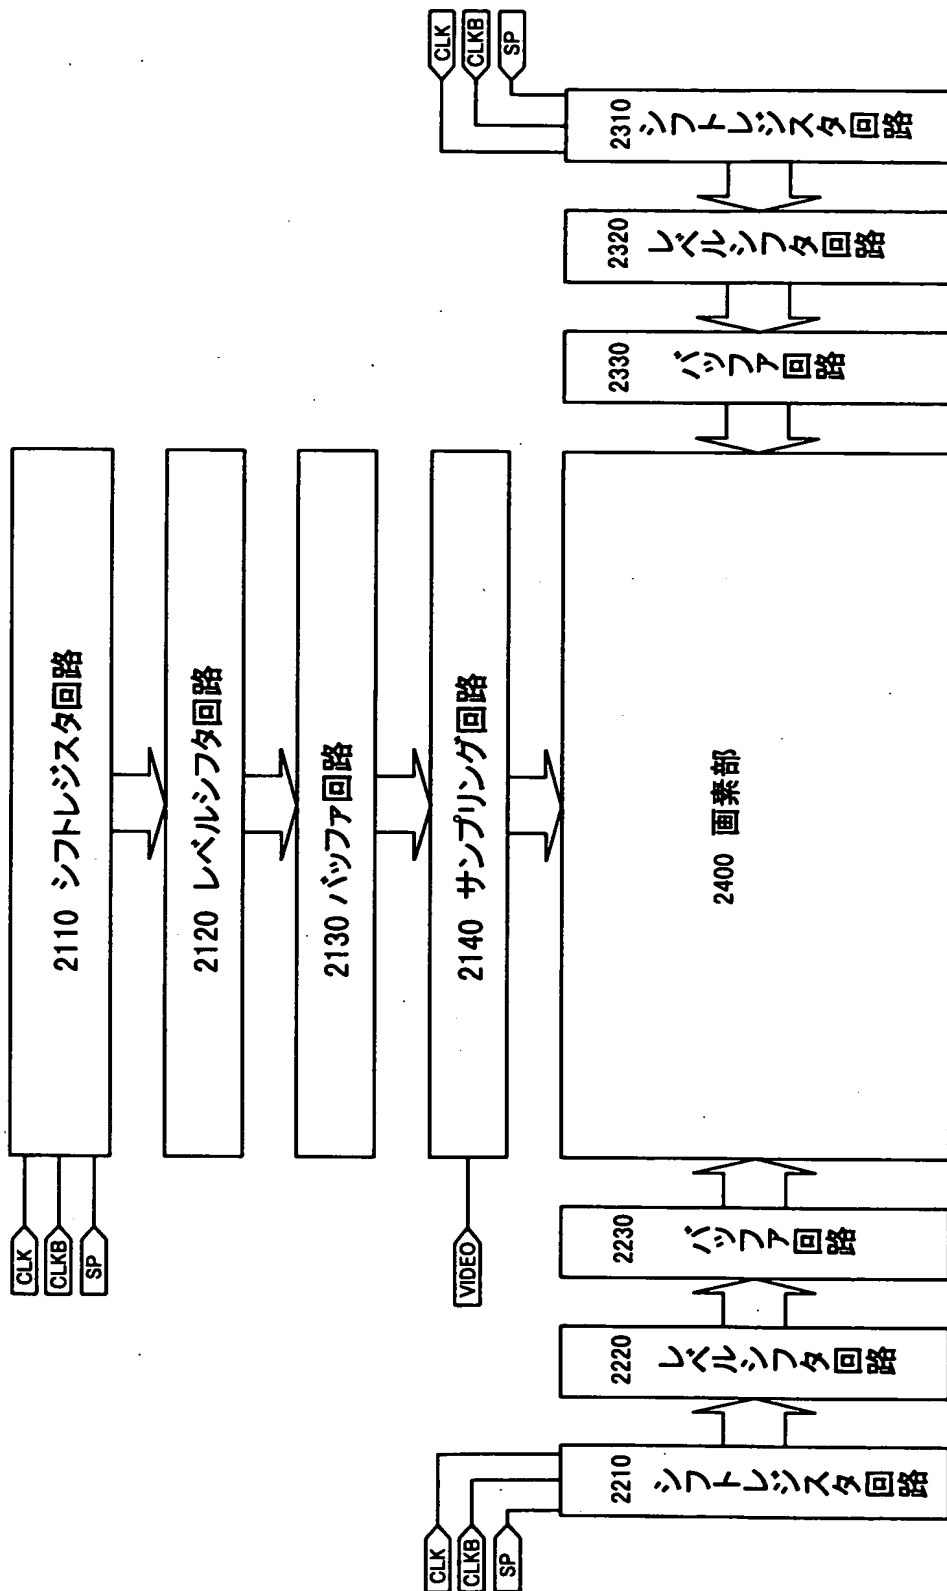 CLK
CLKB
SP
2110 シフトレジスタ回路
2120 レベルシフタ回路
2130 バッファ回路
VIDEO
2140 サンプリング回路
CLK
CLKB
SP
2210 シフトレジスタ回路
2220 レベルシフタ回路
2230 バッファ回路
2400 画素部
2330 バッファ回路
2320 レベルシフタ回路
2310 シフトレジスタ回路
CLK
CLKB
SP